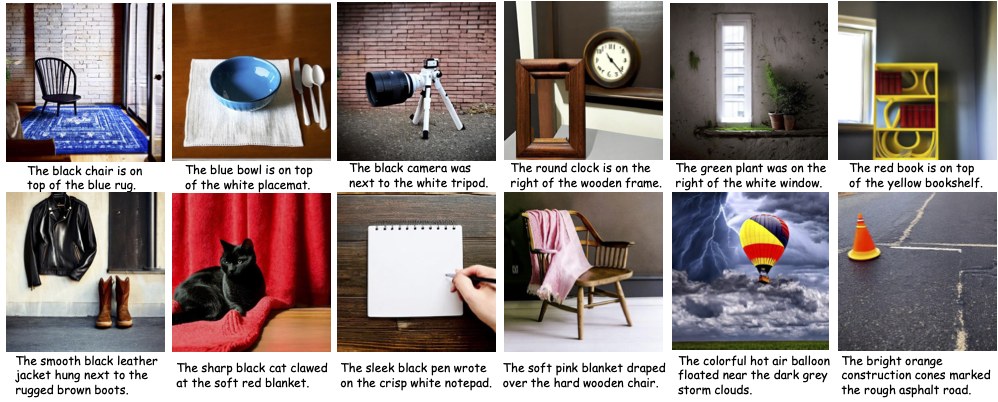 The black chair is on
top of the blue rug.
The blue bowl is on top
of the white placemat.
The black camera was
next to the white tripod.
The round clock is on the
right of the wooden frame.
The green plant was on the
right of the white window.
The red book is on top
of the yellow bookshelf.
The smooth black leather
jacket hung next to the
rugged brown boots.
The sharp black cat clawed
at the soft red blanket.
The sleek black pen wrote
on the crisp white notepad.
The soft pink blanket draped
over the hard wooden chair.
The colorful hot air balloon
floated near the dark grey
storm clouds.
The bright orange
construction cones marked
the rough asphalt road.